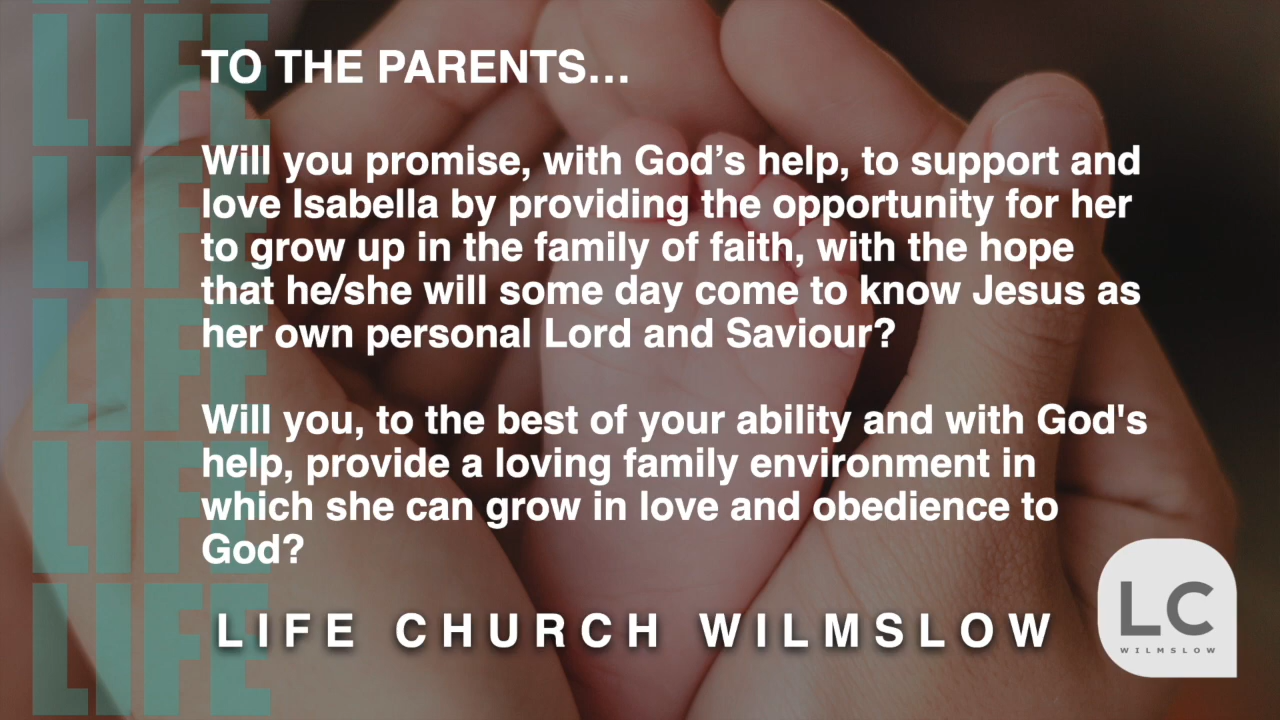 LIFE
LIFE
LIFE
LIFE
LIFE
TO THE PARENTS…
Will you promise, with God’s help, to support and
love Isabella by providing the opportunity for her
to grow up in the family of faith, with the hope
that he/she will some day come to know Jesus as
her own personal Lord and Saviour?
Will you, to the best of your ability and with God's
help, provide a loving family environment in
which she can grow in love and obedience to
God?
LIFE CHURCH WILMSLOW
LC
WILMSLOW